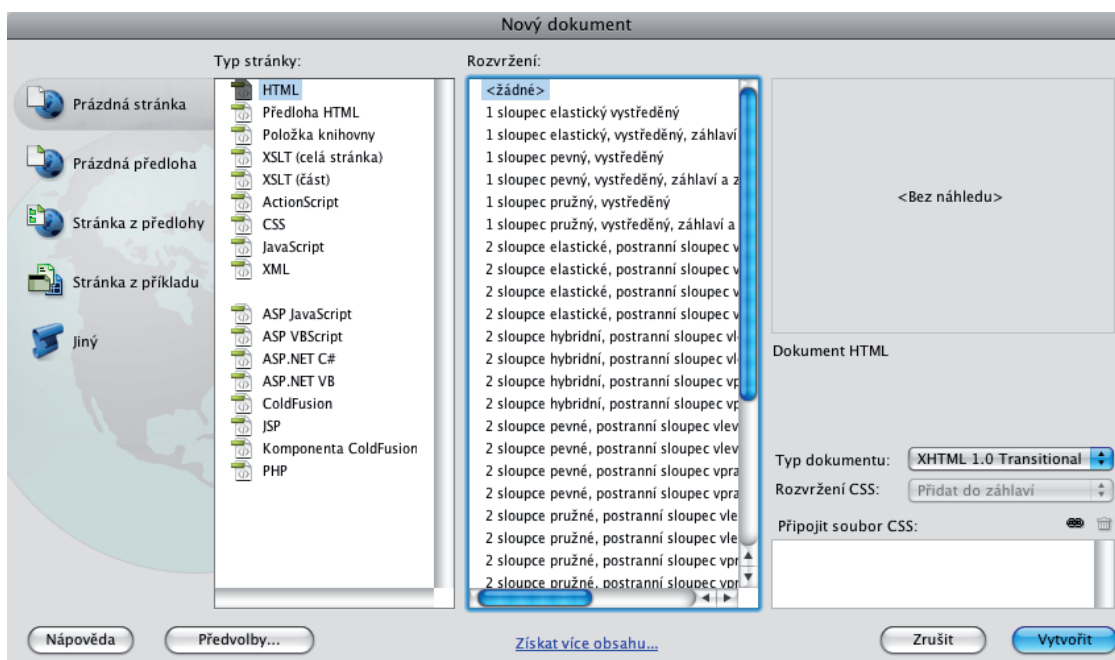 Nový dokument
Typ stránky:
Rozvržení:
Prázdná stránka
Prázdná předloha
Stránka z předlohy
Stránka z příkladu
Jiný
HTML
Předloha HTML
Položka knihovny
XSLT (celá stránka)
XSLT (část)
ActionScript
CSS
JavaScript
XML
ASP JavaScript
ASP VBScript
ASP.NET C#
ASP.NET VB
ColdFusion
JSP
Komponenta ColdFusion
PHP
<žádné>
1 sloupec elastický vystředěný
1 sloupec elastický, vystředěný, záhlaví
1 sloupec pevný, vystředěný
1 sloupec pevný, vystředěný, záhlaví a z
1 sloupec pružný, vystředěný
1 sloupec pružný, vystředěný, záhlaví a
2 sloupce elastické, postranní sloupec v
2 sloupce elastické, postranní sloupec v
2 sloupce elastické, postranní sloupec v
2 sloupce elastické, postranní sloupec v
2 sloupce hybridní, postranní sloupec vl
2 sloupce hybridní, postranní sloupec vl
2 sloupce hybridní, postranní sloupec vp
2 sloupce hybridní, postranní sloupec vp
2 sloupce pevné, postranní sloupec vlev
2 sloupce pevné, postranní sloupec vlev
2 sloupce pevné, postranní sloupec vpra
2 sloupce pevné, postranní sloupec vpra
2 sloupce pružné, postranní sloupec vle
2 sloupce pružné, postranní sloupec vle
2 sloupce pružné, postranní sloupec vpr
2 sloupce pružné, postranní sloupec vpr
<Bez náhledu>
Dokument HTML
Typ dokumentu: XHTML 1.0 Transitional
Rozvržení CSS: Přidat do záhlaví
Připojit soubor CSS:
Nápověda
Předvolby...
Získat více obsahu...
Zrušit
Vytvořit